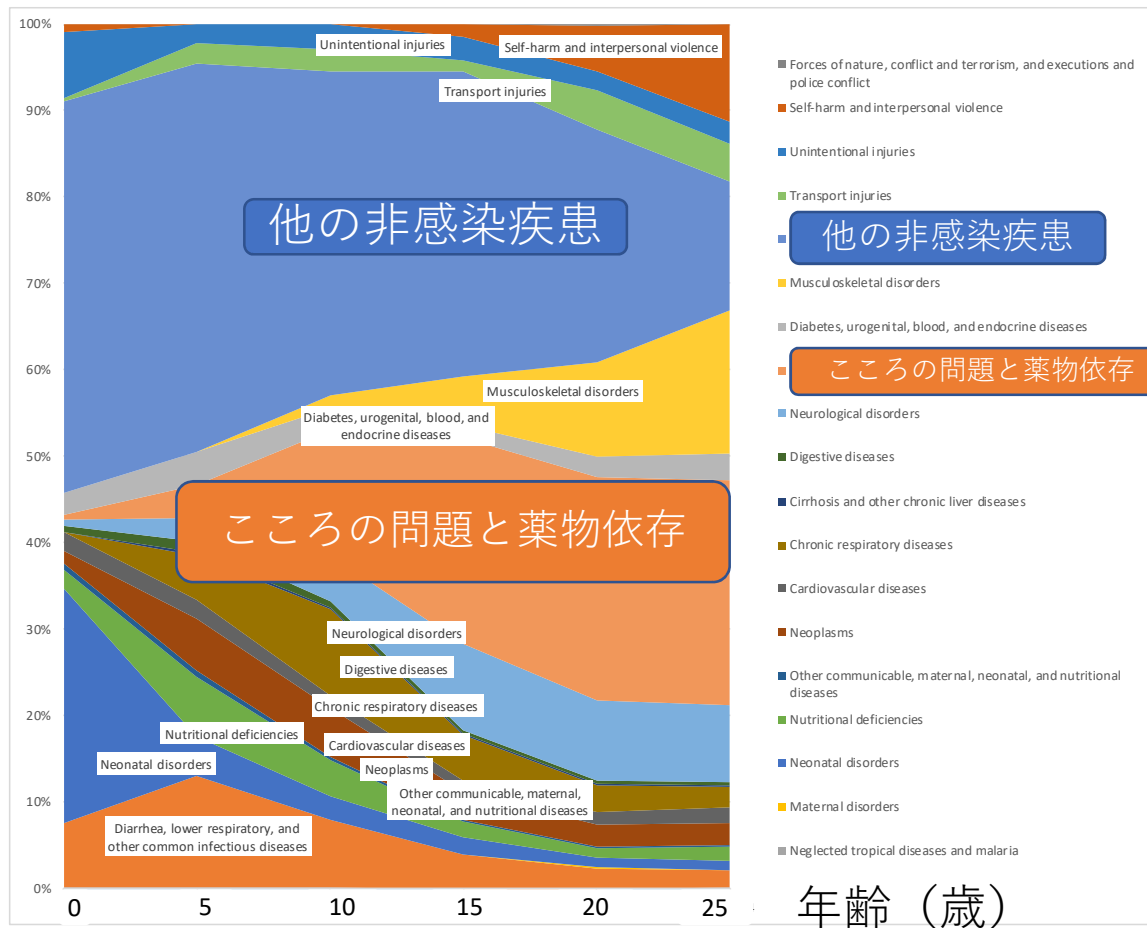 100%
90%
80%
70%
60%
50%
40%
30%
20%
10%
0%
Unintentional injuries
Self-harm and interpersonal violence
Transport injuries
他の非感染疾患
Musculoskeletal disorders
Diabetes, urogenital, blood, and
endocrine diseases
こころの問題と薬物依存
Neurological disorders
Digestive diseases
Chronic respiratory diseases
Nutritional deficiencies
Cardiovascular diseases
Neonatal disorders
Neoplasms
Other communicable, maternal,
neonatal, and nutritional diseases
Diarrhea, lower respiratory, and
other common infectious diseases
0
5
10
15
20
25
年齢（歳）
Forces of nature, conflict and terrorism, and executions and
police conflict
Self-harm and interpersonal violence
Unintentional injuries
Transport injuries
他の非感染疾患
Musculoskeletal disorders
Diabetes, urogenital, blood, and endocrine diseases
こころの問題と薬物依存
Neurological disorders
Digestive diseases
Cirrhosis and other chronic liver diseases
Chronic respiratory diseases
Cardiovascular diseases
Neoplasms
Other communicable, maternal, neonatal, and nutritional
diseases
Nutritional deficiencies
Neonatal disorders
Maternal disorders
Neglected tropical diseases and malaria